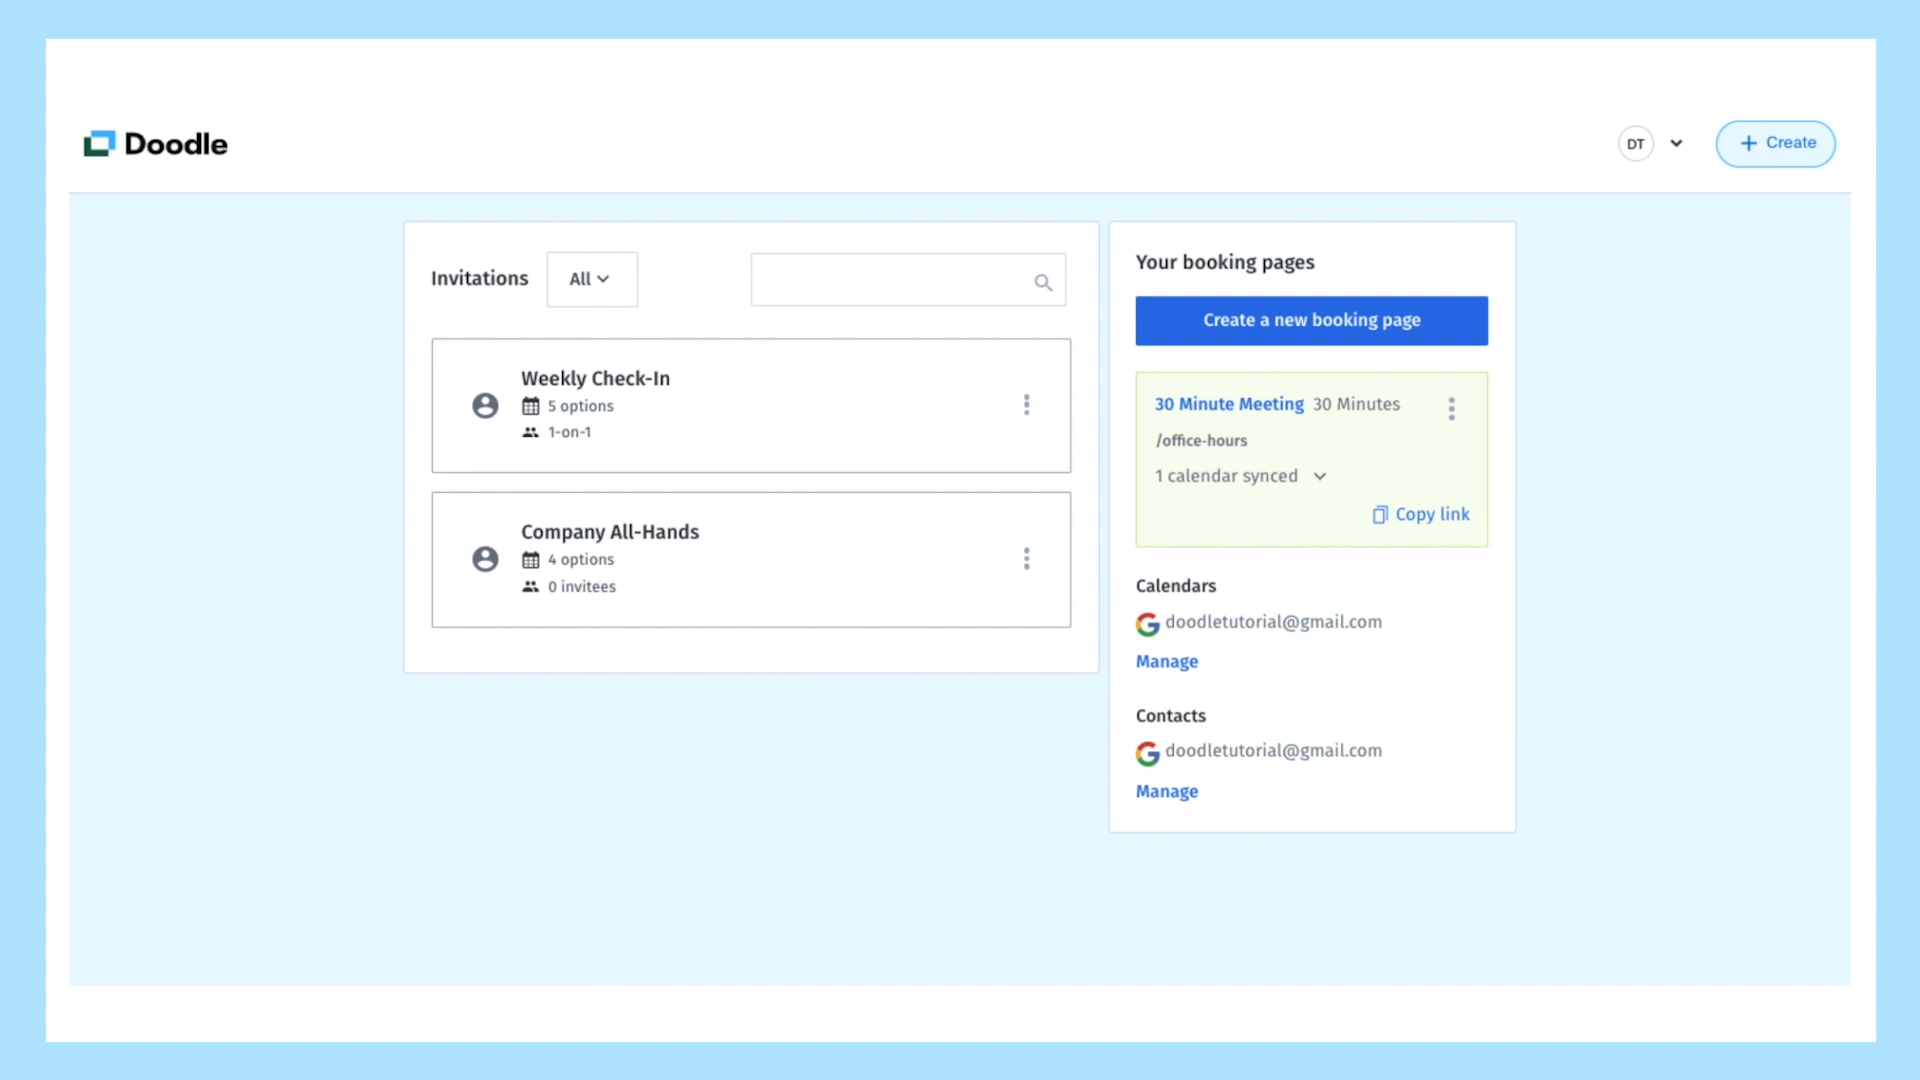 Doodle
DT
+ Create
Invitations
All
Weekly Check-In
5 options
1-on-1
Company All-Hands
4 options
0 invitees
Your booking pages
Create a new booking page
30 Minute Meeting 30 Minutes
/office-hours
1 calendar synced
Copy link
Calendars
doodletutorial@gmail.com
Manage
Contacts
doodletutorial@gmail.com
Manage